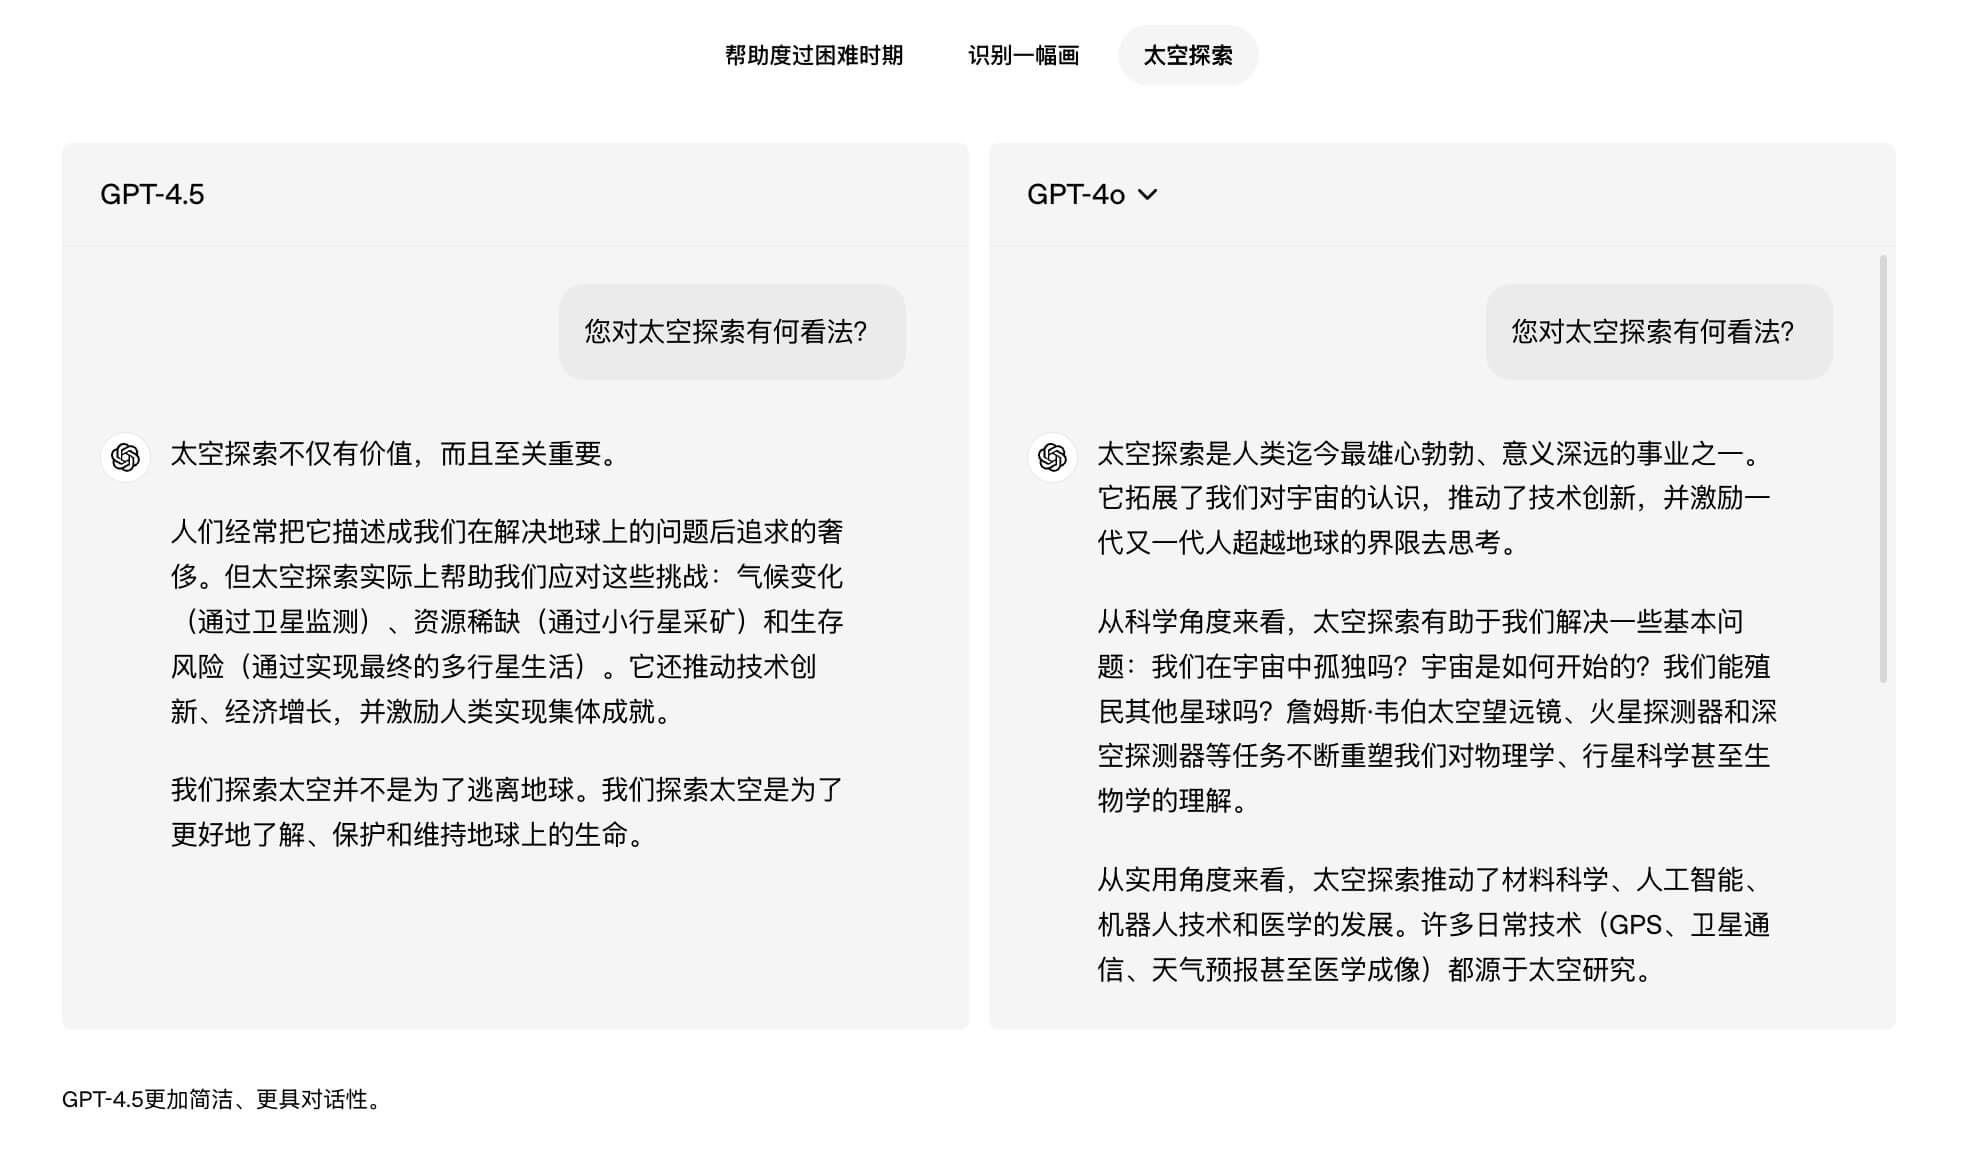 帮助度过困难时期
识别一幅画
太空探索
GPT-4.5
您对太空探索有何看法?
太空探索不仅有价值，而且至关重要。
人们经常把它描述成我们在解决地球上的问题后追求的奢
侈。但太空探索实际上帮助我们应对这些挑战：气候变化
（通过卫星监测）、资源稀缺（通过小行星采矿）和生存
风险（通过实现最终的多行星生活）。它还推动技术创
新、经济增长，并激励人类实现集体成就。
我们探索太空并不是为了逃离地球。我们探索太空是为了
更好地了解、保护和维持地球上的生命。
GPT-4o
您对太空探索有何看法?
太空探索是人类迄今最雄心勃勃、意义深远的事业之一。
它拓展了我们对宇宙的认识，推动了技术创新，并激励一
代又一代人超越地球的界限去思考。
从科学角度来看，太空探索有助于我们解决一些基本问
题：我们在宇宙中孤独吗？宇宙是如何开始的？我们能殖
民其他星球吗？詹姆斯·韦伯太空望远镜、火星探测器和深
空探测器等任务不断重塑我们对物理学、行星科学甚至生
物学的理解。
从实用角度来看，太空探索推动了材料科学、人工智能、
机器人技术和医学的发展。许多日常技术（GPS、卫星通
信、天气预报甚至医学成像）都源于太空研究。
GPT-4.5更加简洁、更具对话性。